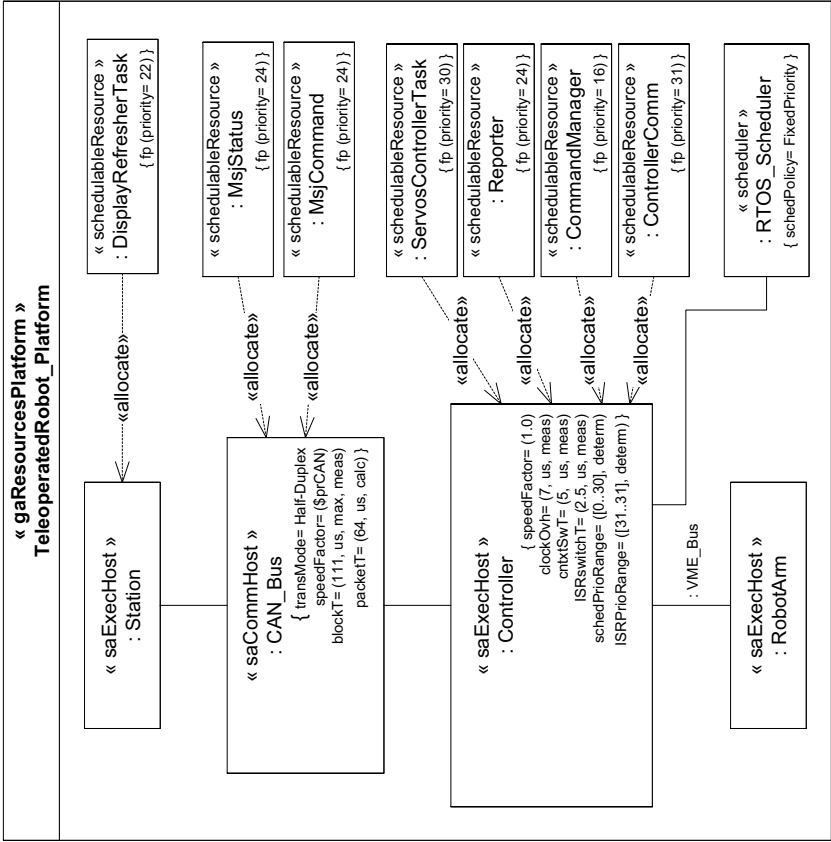 « gaResourcesPlatform »
TeleoperatedRobot_Platform
« saExecHost »
: Station
«allocate»
« schedulableResource »
: DisplayRefresherTask
{ fp (priority= 22) }
« saCommHost »
: CAN_Bus
{ transMode= Half-Duplex
speedFactor= ($prCAN)
blockT= (111, us, max, meas)
packetT= (64, us, calc) }
«allocate»
«allocate»
« schedulableResource »
: MsjStatus
{ fp (priority= 24) }
« schedulableResource »
: MsjCommand
{ fp (priority= 24) }
« saExecHost »
: Controller
{ speedFactor= (1.0)
clockOvh= (7, us, meas)
cntxtSwT= (5, us, meas)
ISRswitchT= (2.5, us, meas)
schedPrioRange= ([0..30], determ)
ISRPrioRange= ([31..31], determ) }
«allocate»
«allocate»
«allocate»
«allocate»
« schedulableResource »
: ServosControllerTask
{ fp (priority= 30) }
« schedulableResource »
: Reporter
{ fp (priority= 24) }
« schedulableResource »
: CommandManager
{ fp (priority= 16) }
« schedulableResource »
: ControllerComm
{ fp (priority= 31) }
: VME_Bus
« saExecHost »
: RobotArm
« scheduler »
: RTOS_Scheduler
{ schedPolicy= FixedPriority }